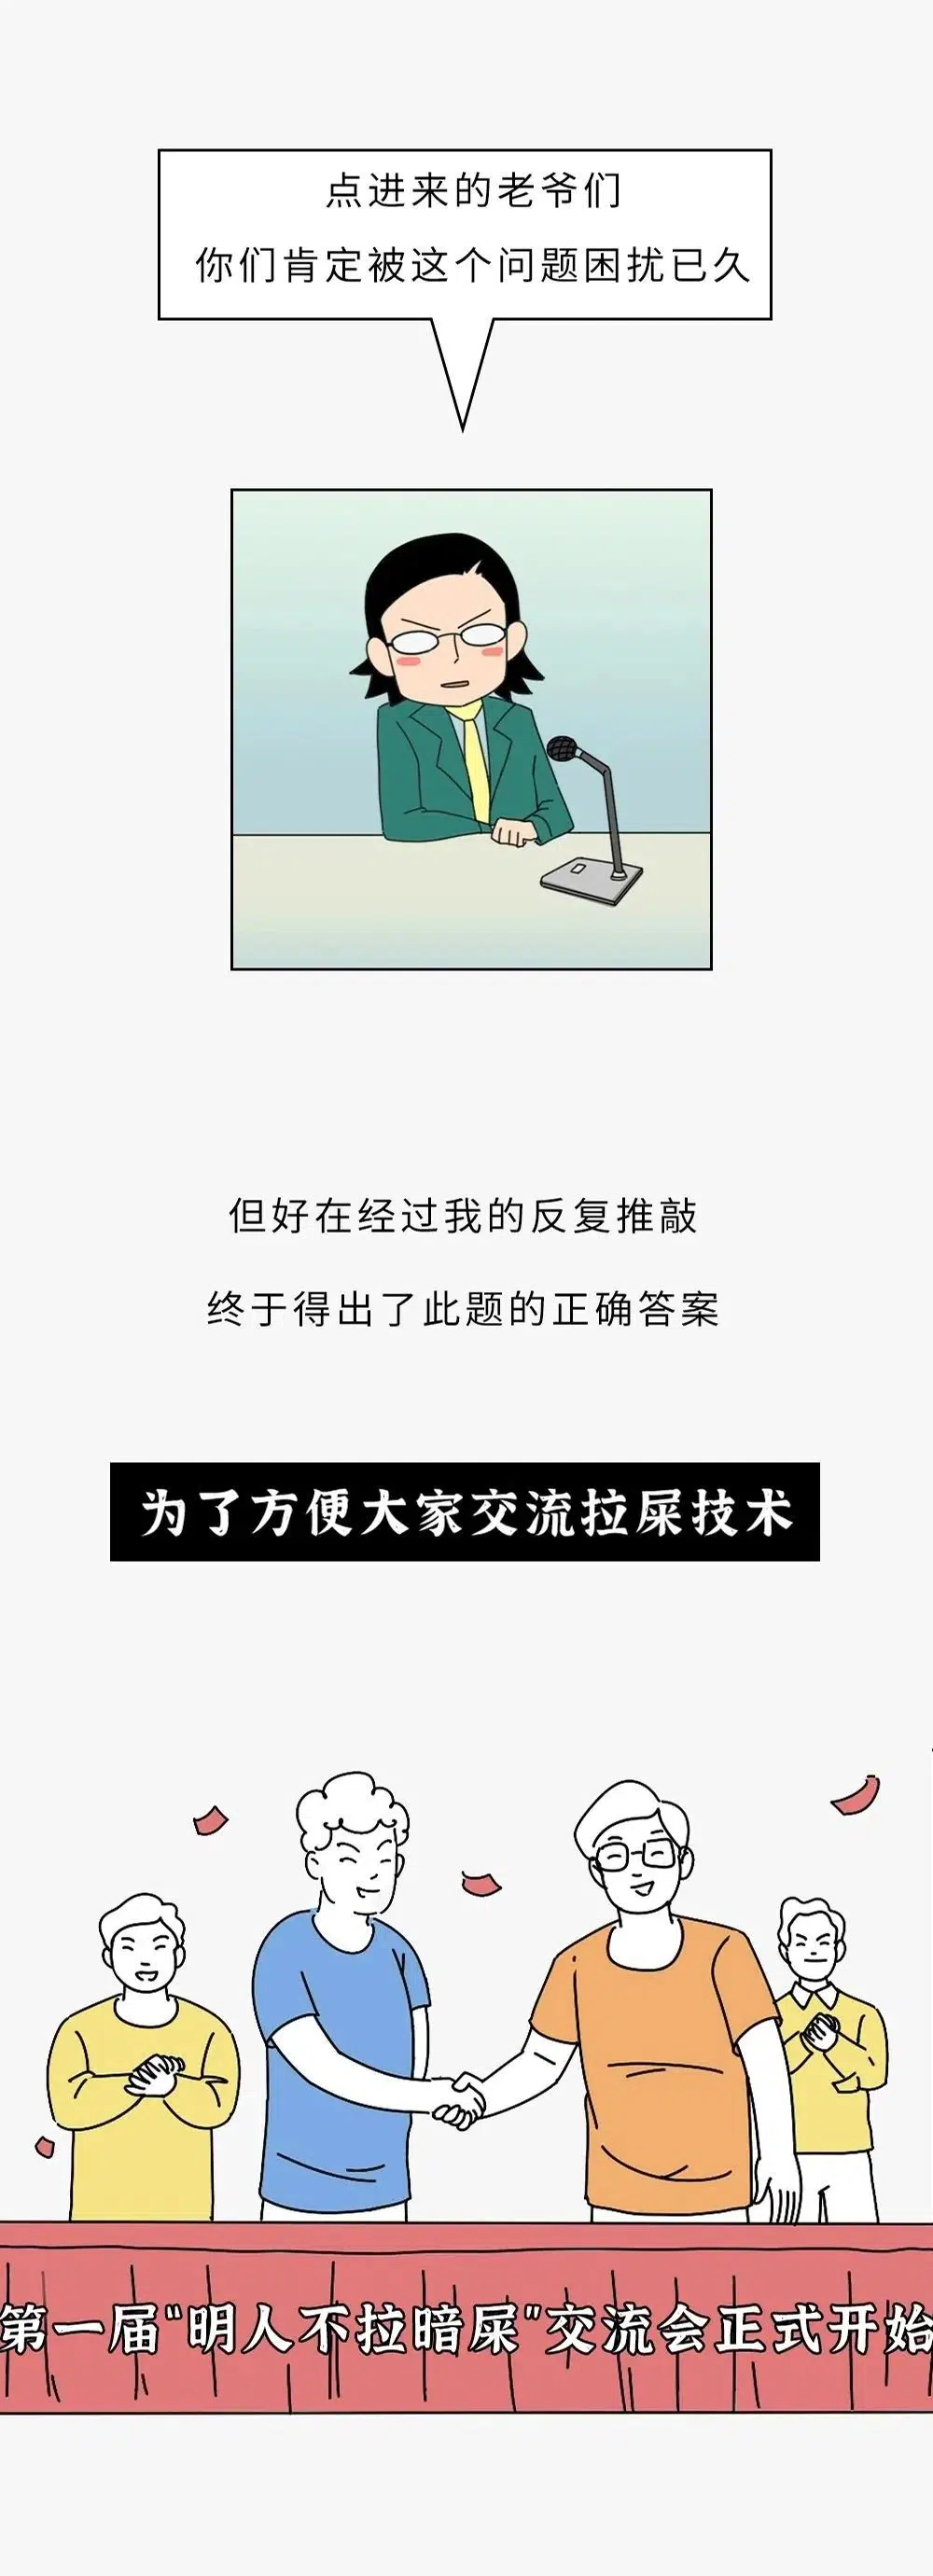 点进来的老爷们
你们肯定被这个问题困扰已久
但好在经过我的反复推敲
终于得出了此题的正确答案
为了方便大家交流拉屎技术
第一届“明人不拉暗屎”交流会正式开始